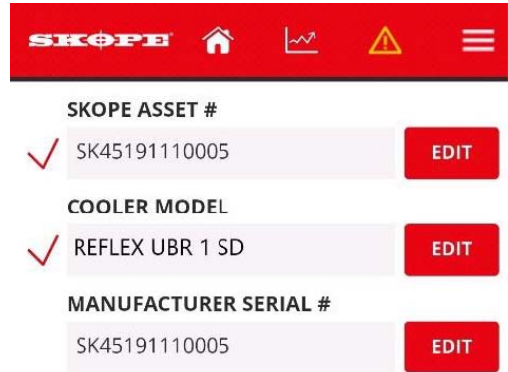 SKOPE
SKOPE ASSET #
SK45191110005
EDIT
COOLER MODEL
REFLEX UBR 1 SD
EDIT
MANUFACTURER SERIAL #
SK45191110005
EDIT